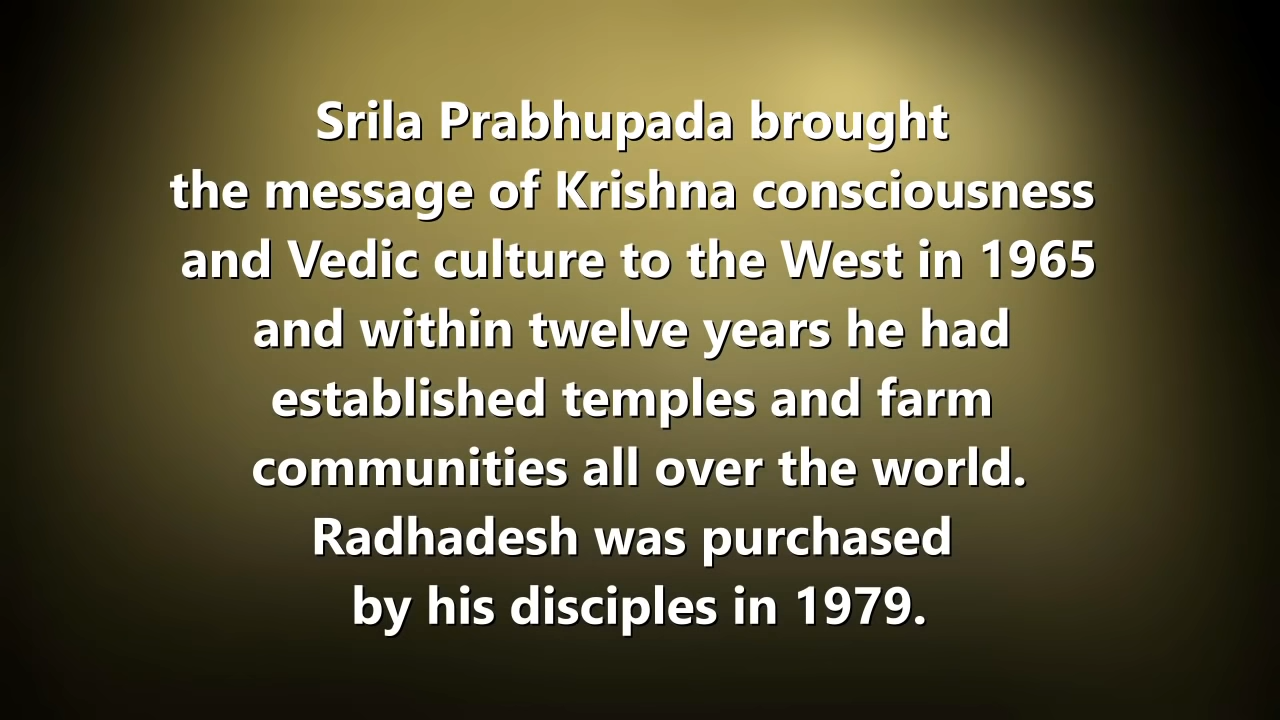 Srila Prabhupada brought
the message of Krishna consciousness
and Vedic culture to the West in 1965
and within twelve years he had
established temples and farm
communities all over the world.
Radhadesh was purchased
by his disciples in 1979.